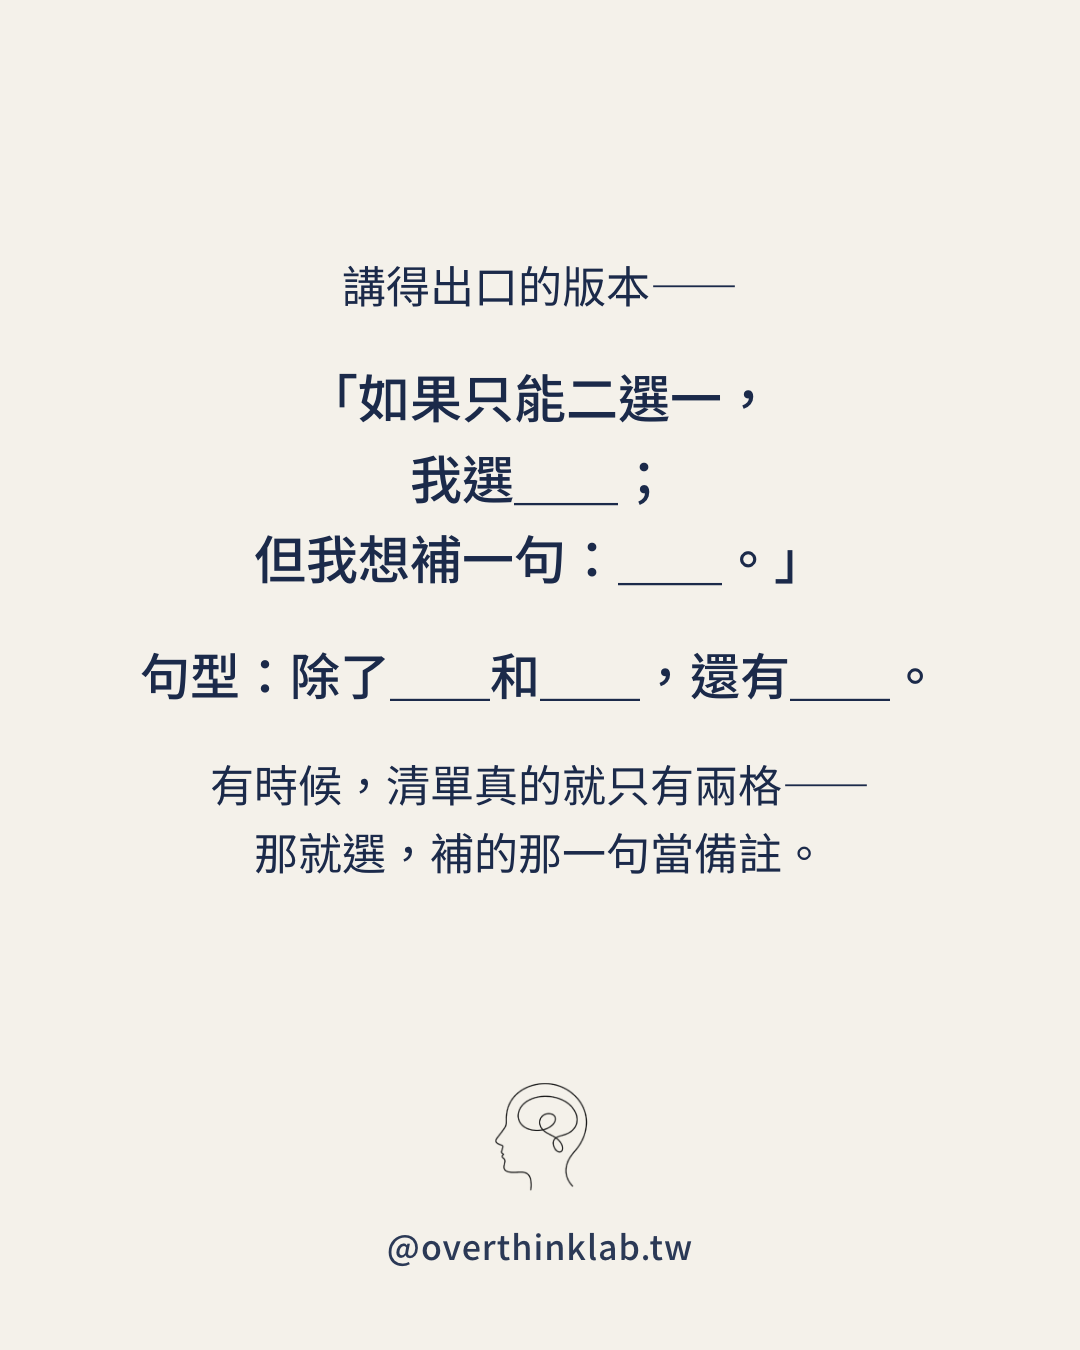 講得出口的版本——
「如果只能二選一，
我選____；
但我想補一句：____。」
句型：除了____和____，還有____。
有時候，清單真的就只有兩格——
那就選，補的那一句當備註。
@overthinklab.tw